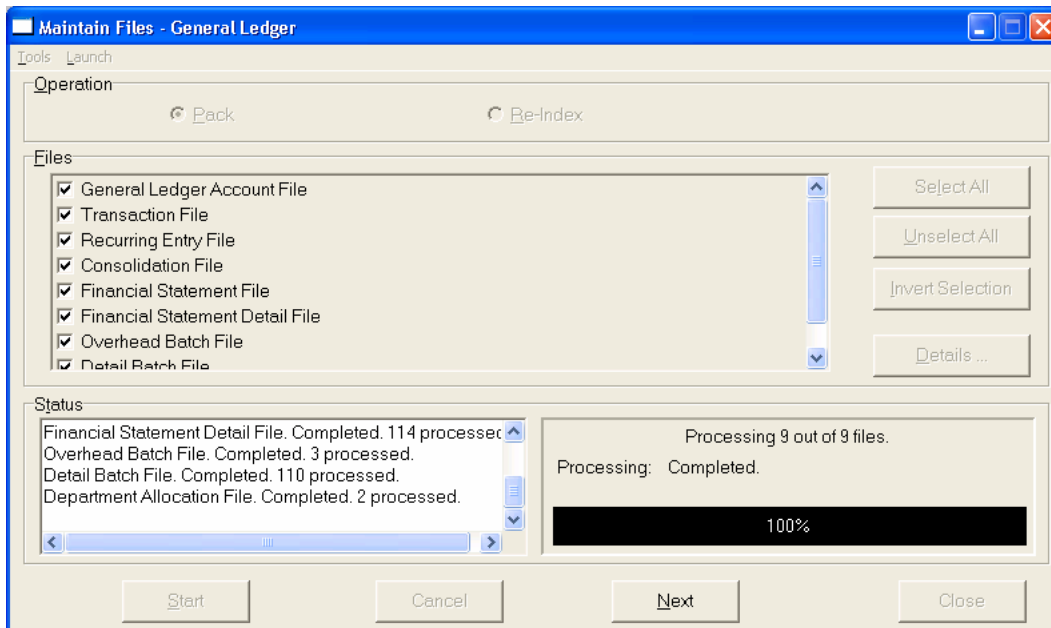 Maintain Files - General Ledger
Tools Launch
Operation
Pack Re-Index
Files
General Ledger Account File
Transaction File
Recurring Entry File
Consolidation File
Financial Statement File
Financial Statement Detail File
Overhead Batch File
Detail Batch File
Select All
Unselect All
Invert Selection
Details ...
Status
Financial Statement Detail File. Completed. 114 processed
Overhead Batch File. Completed. 3 processed.
Detail Batch File. Completed. 110 processed.
Department Allocation File. Completed. 2 processed.
Processing 9 out of 9 files.
Processing: Completed.
100%
Start Cancel Next Close